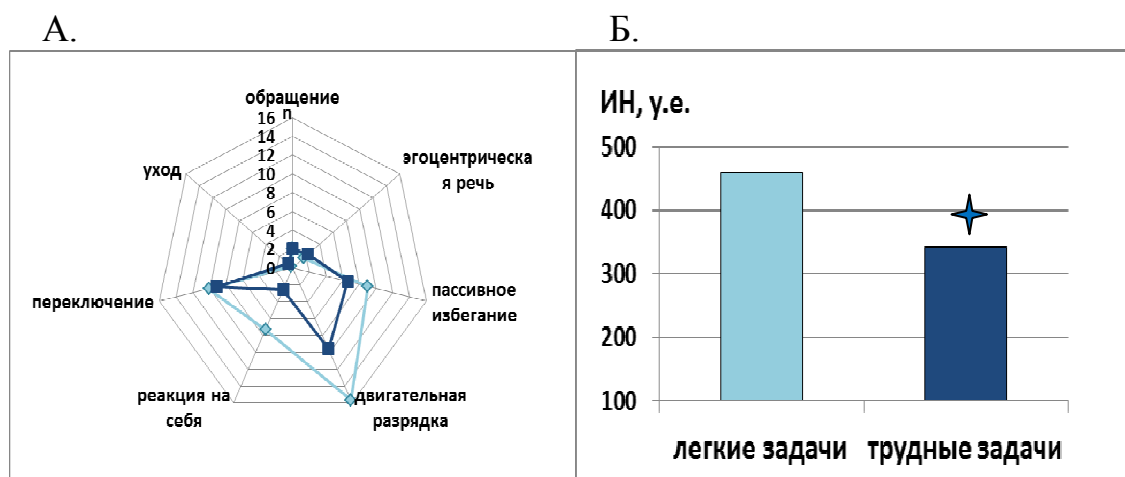 А.
Б.
обращение
n
16
14
12
10
8
6
4
2
0
эгоцентрическа
я речь
пассивное
избегание
двигательная
разрядка
реакция на
себя
переключение
уход
ИН, у.е.
500
400
300
200
100
легкие задачи
трудные задачи